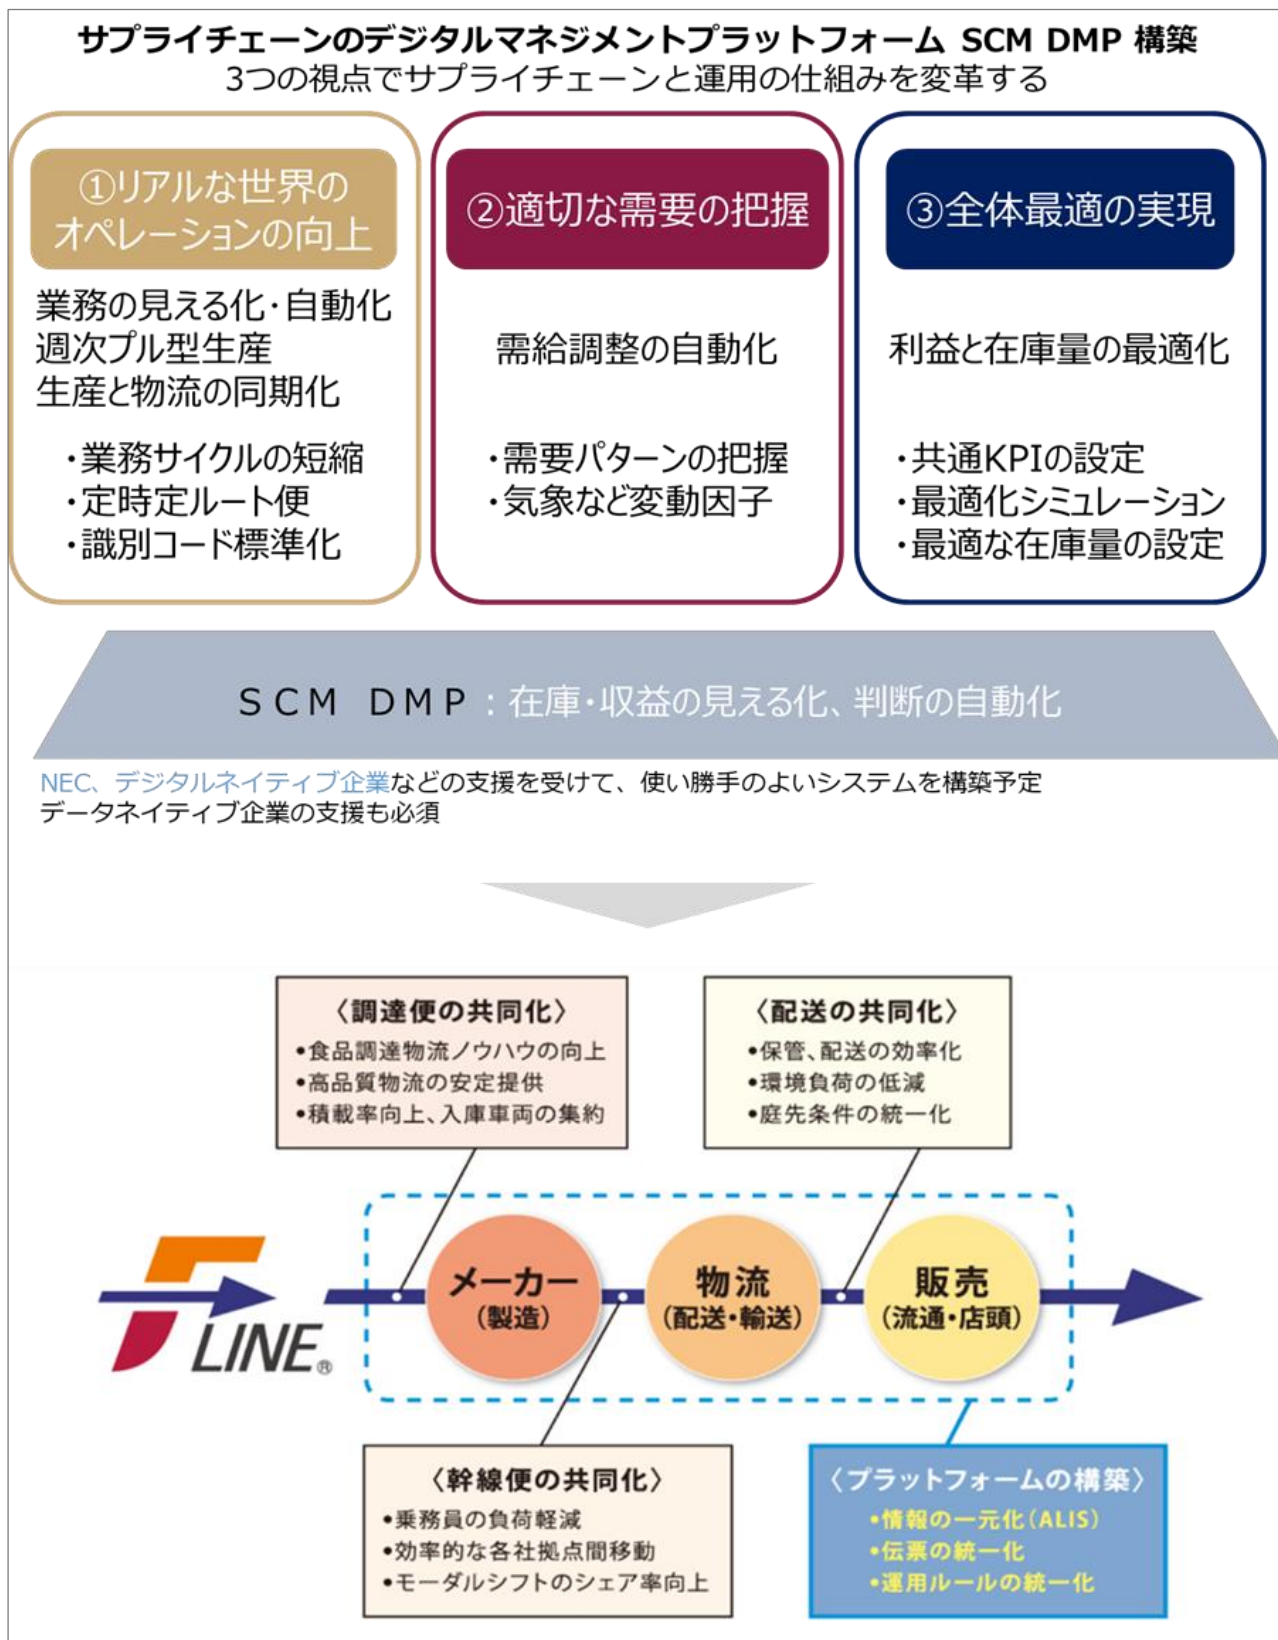 サプライチェーンのデジタルマネジメントプラットフォーム SCM DMP 構築
3つの視点でサプライチェーンと運用の仕組みを変革する
①リアルな世界の
オペレーションの向上
業務の見える化・自動化
週次プル型生産
生産と物流の同期化
・業務サイクルの短縮
・定時定ルート便
・識別コード標準化
②適切な需要の把握
需給調整の自動化
・需要パターンの把握
・気象など変動因子
③全体最適の実現
利益と在庫量の最適化
・共通KPIの設定
・最適化シミュレーション
・最適な在庫量の設定
SCM DMP：在庫・収益の見える化、判断の自動化
NEC、デジタルネイティブ企業などの支援を受けて、使い勝手のよいシステムを構築予定
データネイティブ企業の支援も必須
〈調達便の共同化〉
•食品調達物流ノウハウの向上
•高品質物流の安定提供
•積載率向上、入庫車両の集約
〈配送の共同化〉
•保管、配送の効率化
•環境負荷の低減
•庭先条件の統一化
F LINE®
メーカー
(製造)
物流
(配送・輸送)
販売
(流通・店頭)
〈幹線便の共同化〉
•乗務員の負荷軽減
•効率的な各社拠点間移動
•モーダルシフトのシェア率向上
〈プラットフォームの構築〉
•情報の一元化(ALIS)
•伝票の統一化
•運用ルールの統一化